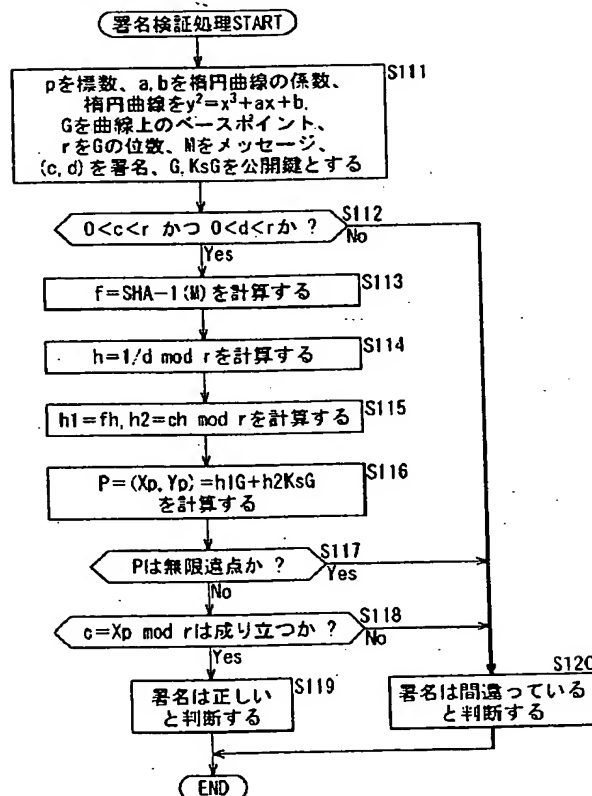 署名検証処理START
S111
pを標数、a,bを楕円曲線の係数、
楕円曲線をy²=x³+ax+b、
Gを曲線上のベースポイント、
rをGの位数、Mをメッセージ、
(c,d)を署名、G,KsGを公開鍵とする
S112
0<c<r かつ 0<d<rか ?
No
Yes
S113
f=SHA-1(M)を計算する
S114
h=1/d mod rを計算する
S115
h1=fh,h2=ch mod rを計算する
S116
P=(Xp,Yp)=h1G+h2KsG
を計算する
S117
Pは無限遠点か ?
Yes
No
S118
c=Xp mod rは成り立つか ?
No
Yes
S119
署名は正しい
と判断する
S120
署名は間違っている
と判断する
END